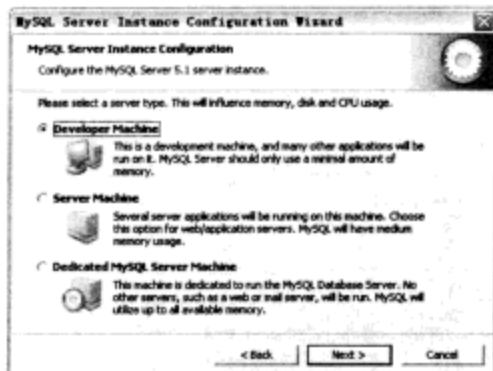 MySQL Server Instance Configuration Wizard
MySQL Server Instance Configuration
Configure the MySQL Server 5.1 server instance.
Please select a server type. This will influence memory, disk and CPU usage.
Developer Machine
This is a development machine, and many other applications will be
run on it. MySQL Server should only use a minimal amount of
memory.
Server Machine
Several server applications will be running on this machine. Choose
this option for web/application servers. MySQL will have medium
memory usage.
Dedicated MySQL Server Machine
This machine is dedicated to run the MySQL Database Server. No
other servers, such as a web or mail server, will be run. MySQL will
utilize up to all available memory.
< Back
Next >
Cancel